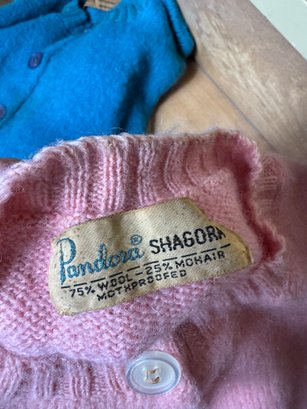 Pandora® SHAGORA
75% WOOL - 25% MOHAIR
MOTHPROOFED